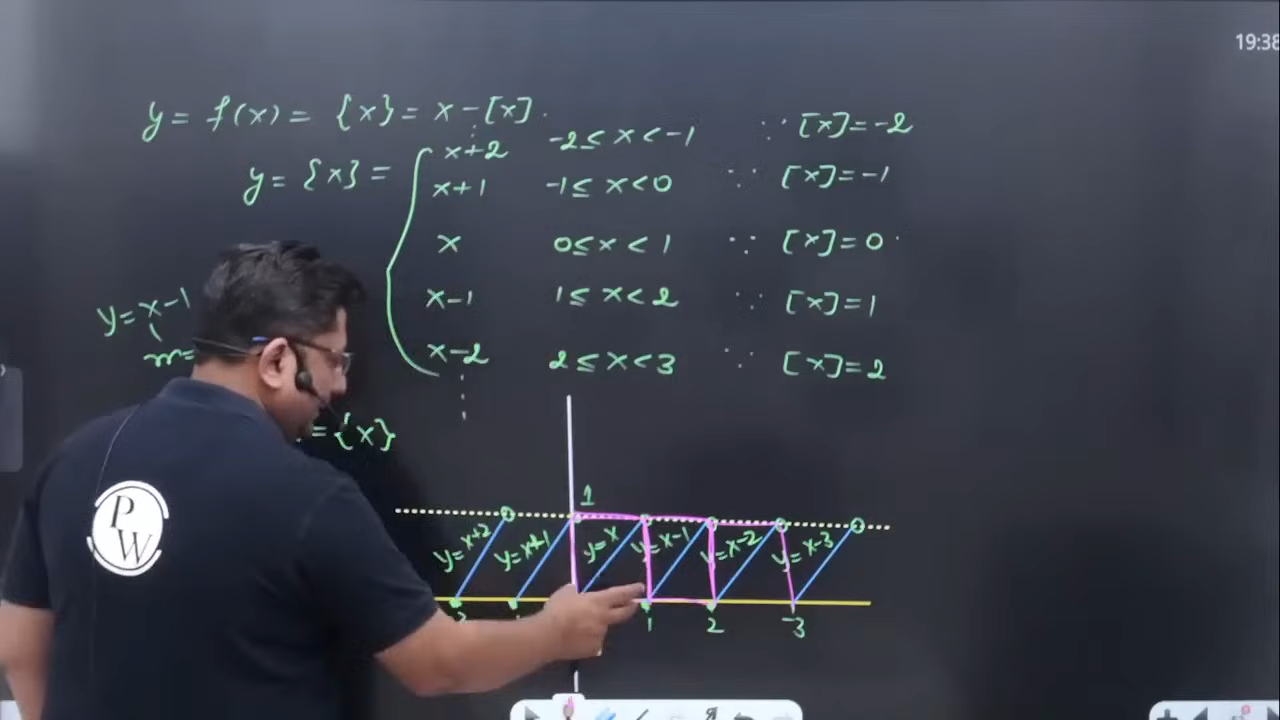 19:38
y = f(x) = {x} = x - [x].
y = {x} =
x+2 -2 ≤ x < -1 ∵ [x] = -2
x+1 -1 ≤ x < 0 ∵ [x] = -1
x 0 ≤ x < 1 ∵ [x] = 0
x-1 1 ≤ x < 2 ∵ [x] = 1
x-2 2 ≤ x < 3 ∵ [x] = 2
y = x-1
m=
= {x}
1
y=x+2 y=x+1 y=x y=x-1 y=x-2 y=x-3
1 2 3
P
W